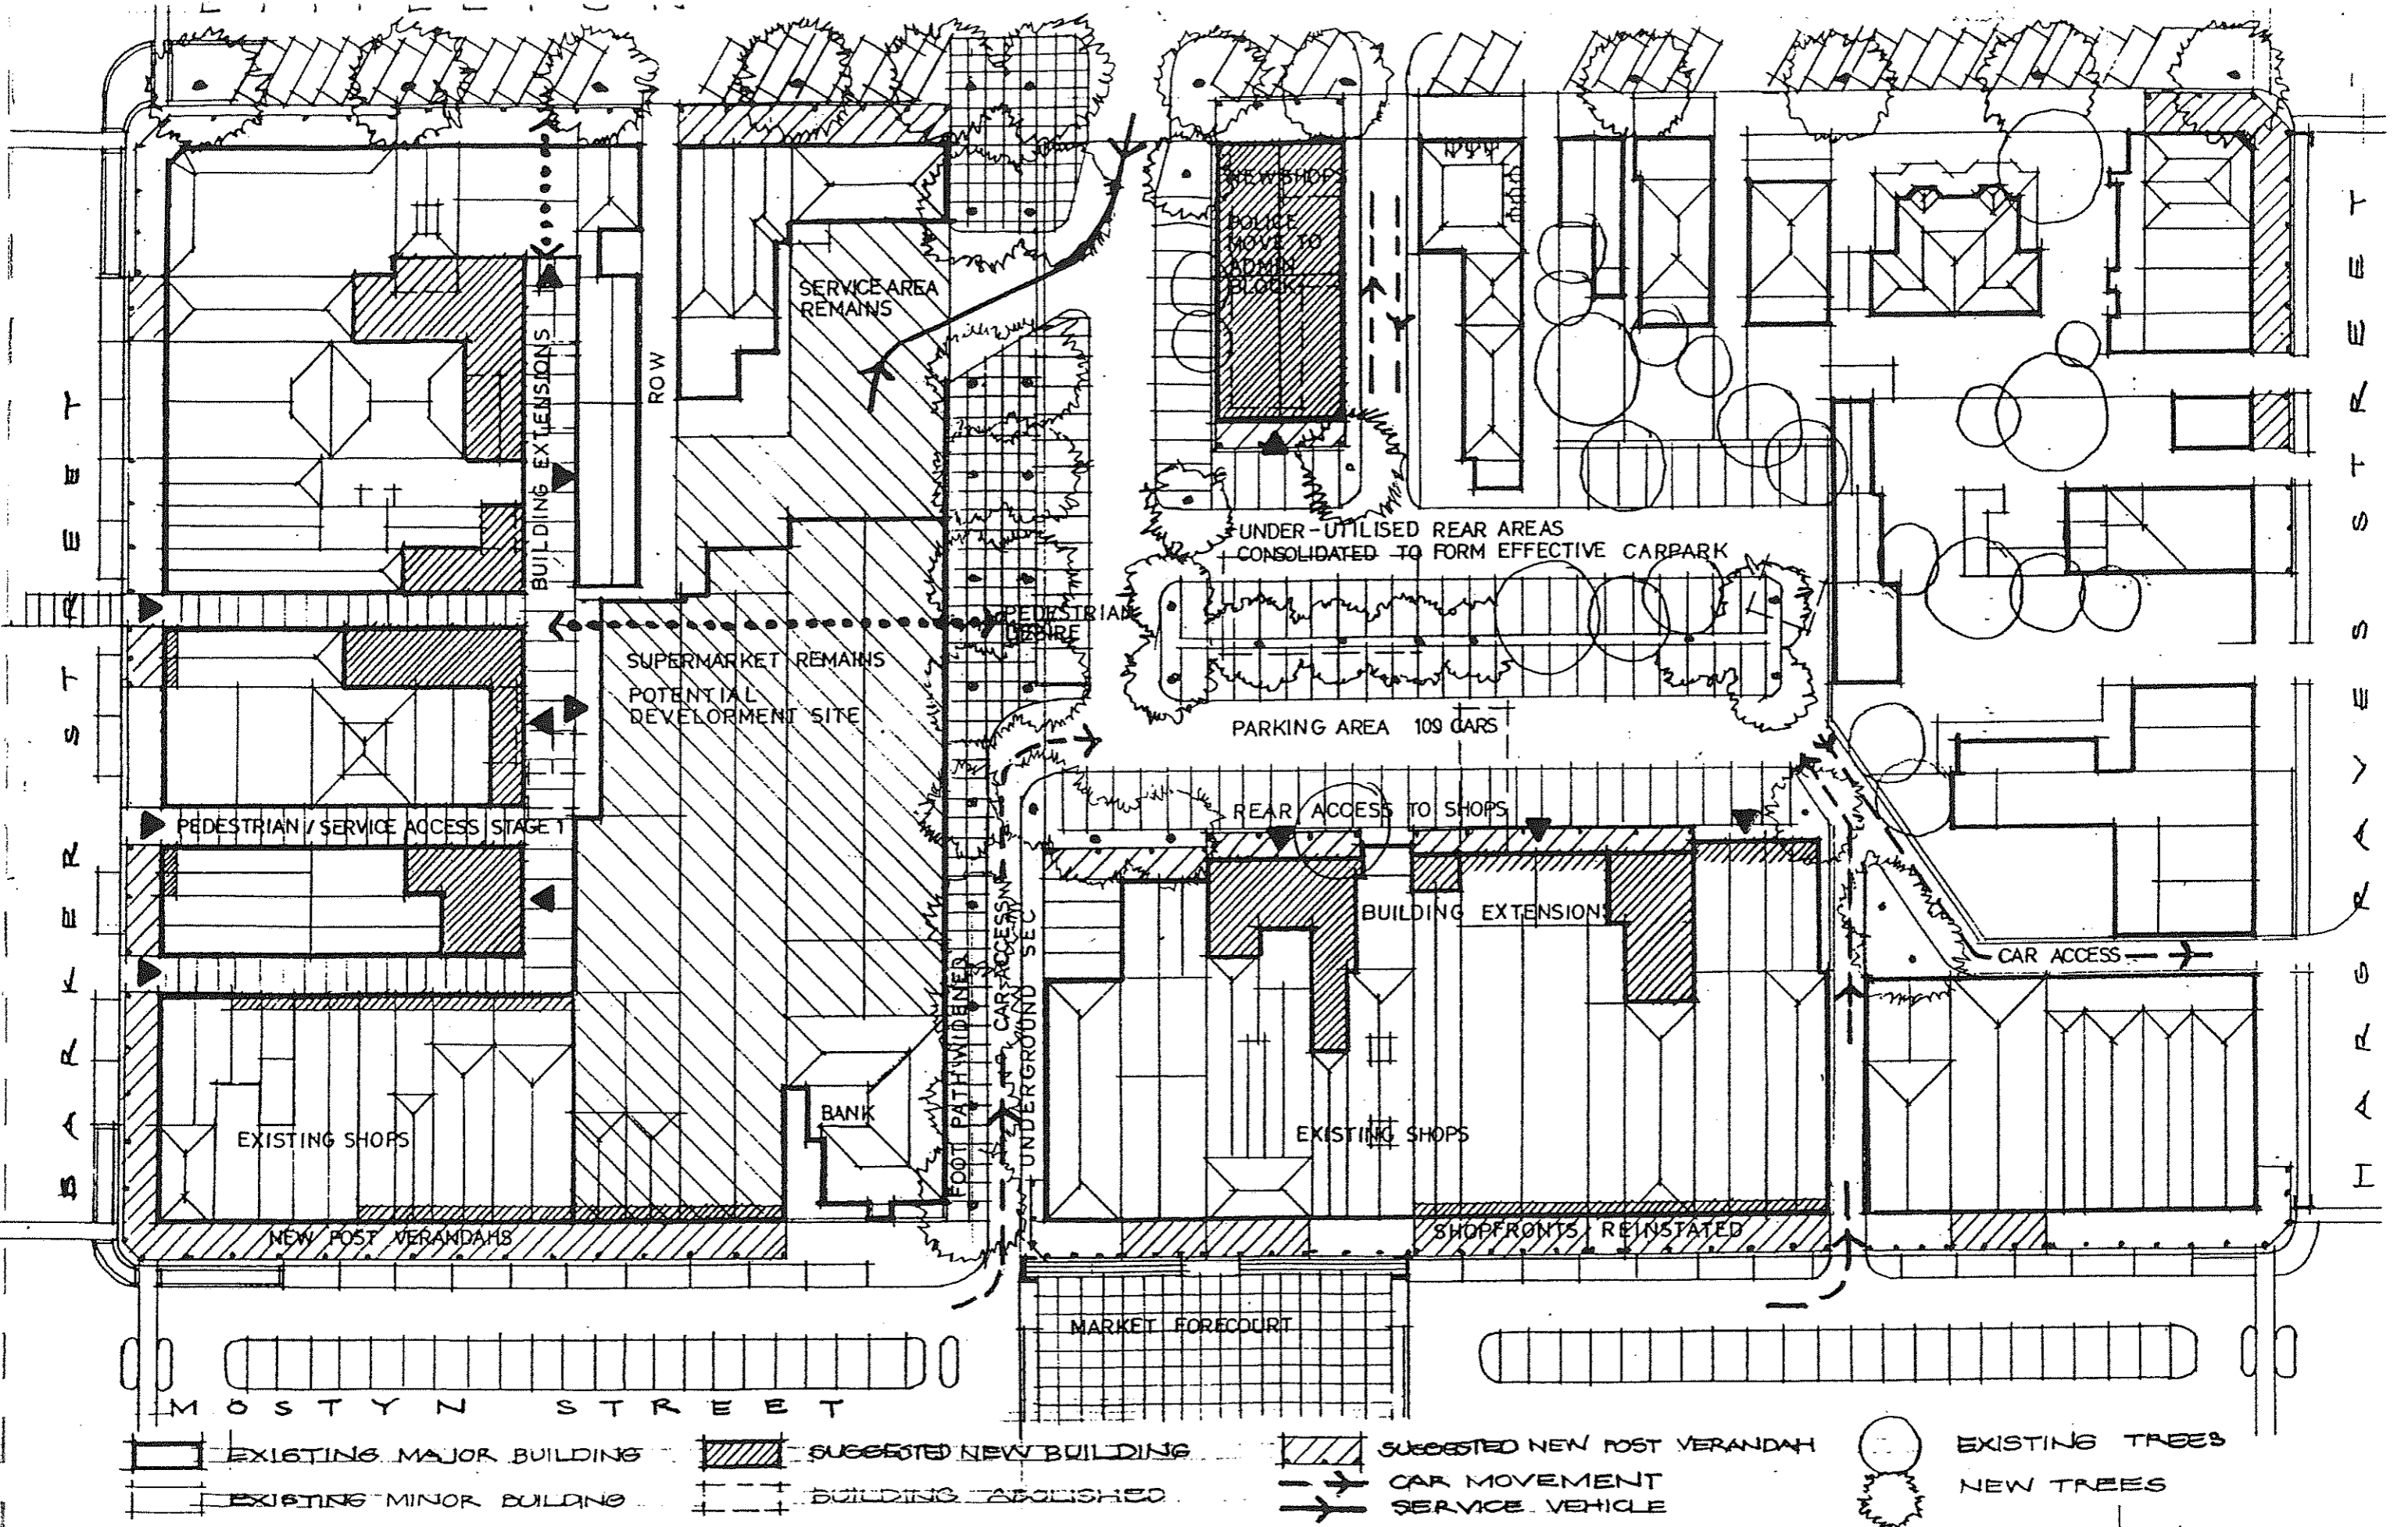 NEW SHOPS
POLICE
MOVE TO
ADMIN
BLOCK
SERVICE AREA
REMAINS
ROW
BUILDING EXTENSIONS
BARKER STREET
HARGRAVES STREET
UNDER-UTILISED REAR AREAS
CONSOLIDATED TO FORM EFFECTIVE CARPARK
PEDESTRIAN
SUPERMARKET REMAINS
POTENTIAL
DEVELOPMENT SITE
PARKING AREA 109 CARS
REAR ACCESS TO SHOPS
PEDESTRIAN / SERVICE ACCESS STAGE 1
BUILDING EXTENSIONS
CAR ACCESS
FOOT PATH WIDENED
CAR ACCESS
UNDERGROUND SEC
BANK
EXISTING SHOPS
EXISTING SHOPS
NEW POST VERANDAHS
SHOPFRONTS REINSTATED
MARKET FORECOURT
MOSTYN STREET
EXISTING MAJOR BUILDING
SUGGESTED NEW BUILDING
SUGGESTED NEW POST VERANDAH
EXISTING TREES
CAR MOVEMENT
EXISTING MINOR BUILDING
BUILDING ABOLISHED
SERVICE VEHICLE
NEW TREES